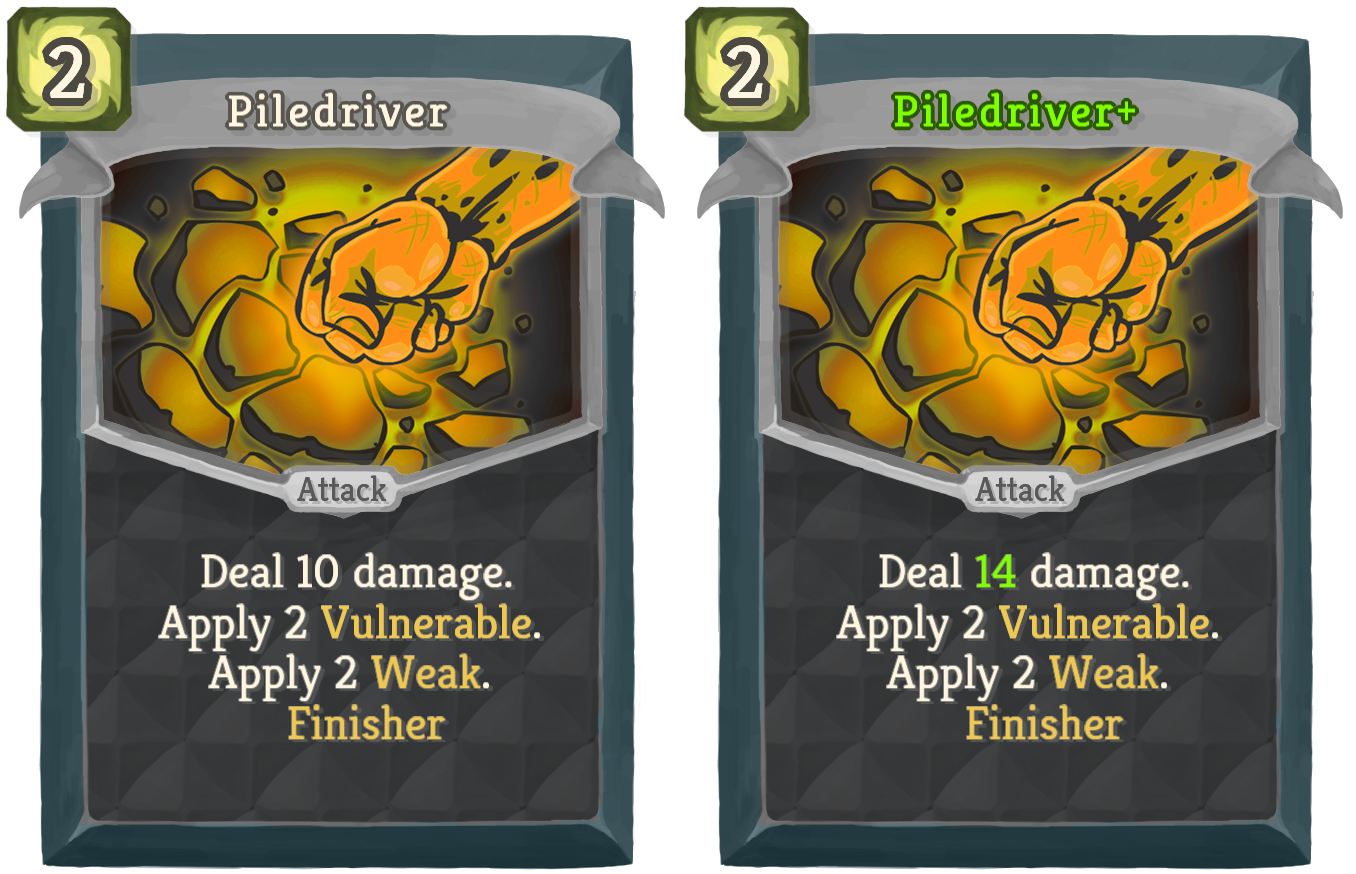 2
Piledriver
Attack
Deal 10 damage.
Apply 2 Vulnerable.
Apply 2 Weak.
Finisher
2
Piledriver+
Attack
Deal 14 damage.
Apply 2 Vulnerable.
Apply 2 Weak.
Finisher